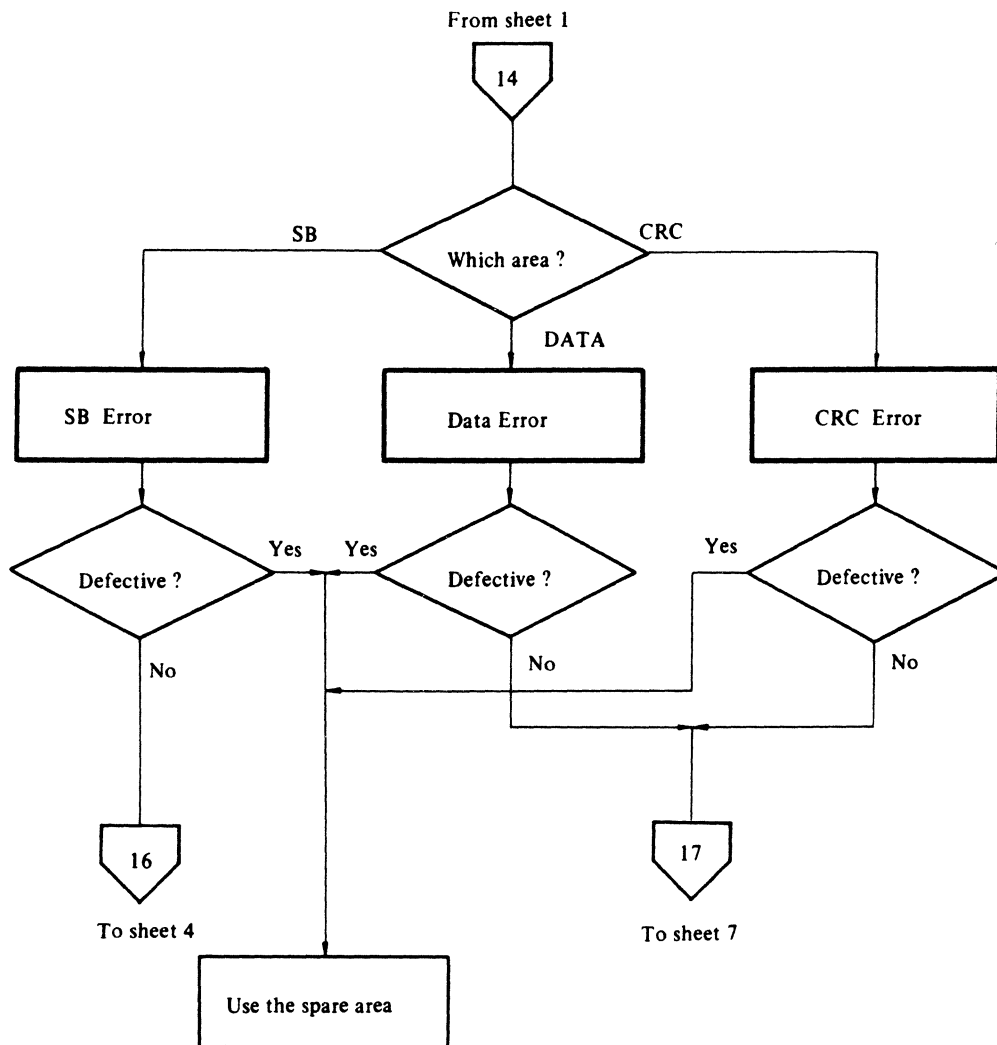 From sheet 1
14
Which area ?
SB
CRC
DATA
SB Error
Data Error
CRC Error
Defective ?
Yes
Yes
Defective ?
Yes
Defective ?
No
No
No
16
17
To sheet 4
To sheet 7
Use the spare area